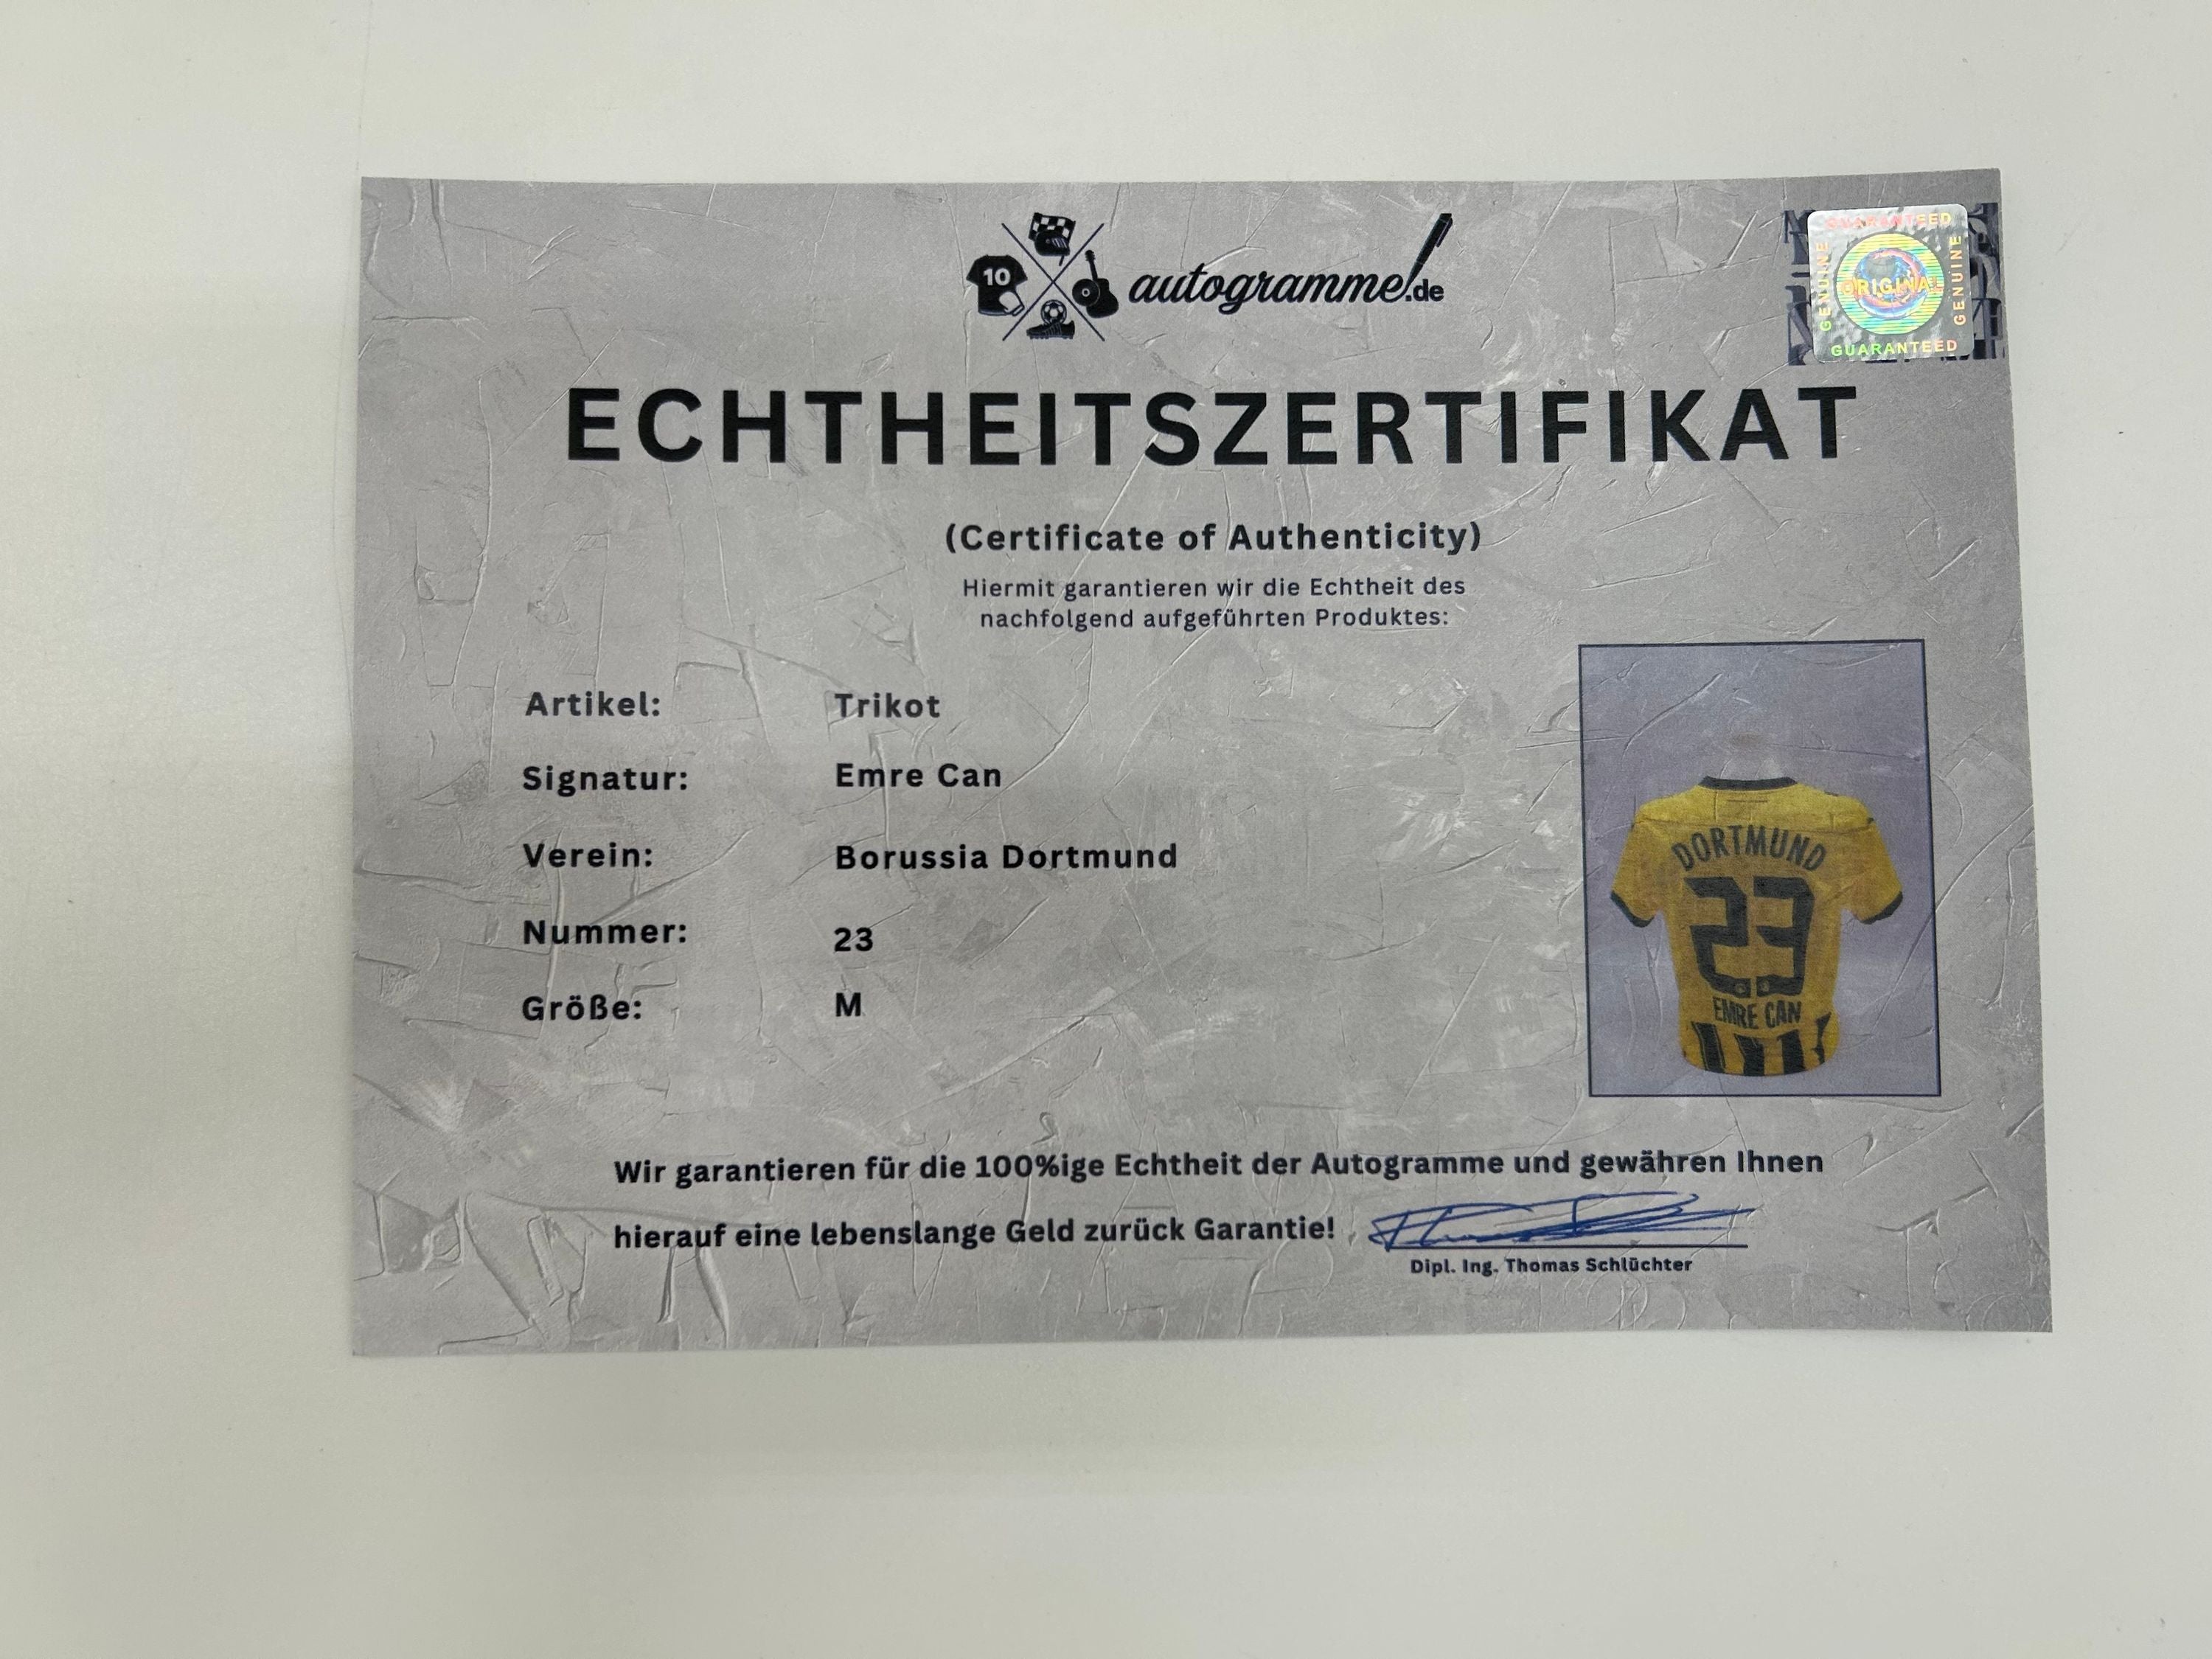 10
autogramme.de
GUARANTEED
GENUINE
ORIGINAL
GENUINE
GUARANTEED
ECHTHEITSZERTIFIKAT
(Certificate of Authenticity)
Hiermit garantieren wir die Echtheit des
nachfolgend aufgeführten Produktes:
Artikel: Trikot
Signatur: Emre Can
Verein: Borussia Dortmund
Nummer: 23
Größe: M
DORTMUND
23
EMRE CAN
Wir garantieren für die 100%ige Echtheit der Autogramme und gewähren Ihnen
hierauf eine lebenslange Geld zurück Garantie!
Dipl. Ing. Thomas Schlüchter